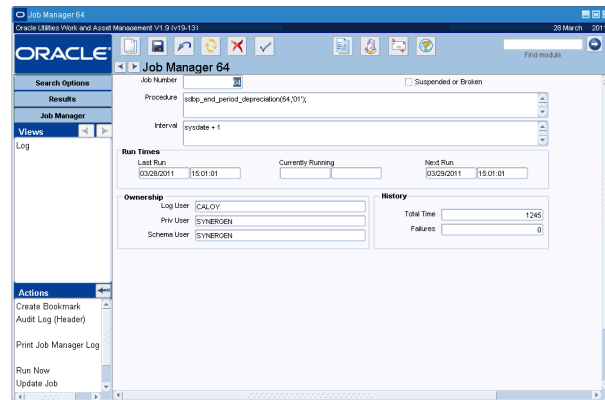 Job Manager 64
Oracle Utilities Work and Asset Management V1.9 (v19-13)
28 March 2011
ORACLE
Find module
Job Manager 64
Search Options
Results
Job Manager
Views
Log
Job Number 64
Suspended or Broken
Procedure sdbp_end_period_depreciation(64,'01');
Interval sysdate + 1
Run Times
Last Run Currently Running Next Run
03/28/2011 15:01:01 03/29/2011 15:01:01
Ownership
Log User CALOY
Priv User SYNERGEN
Schema User SYNERGEN
History
Total Time 1245
Failures 0
Actions
Create Bookmark
Audit Log (Header)
Print Job Manager Log
Run Now
Update Job